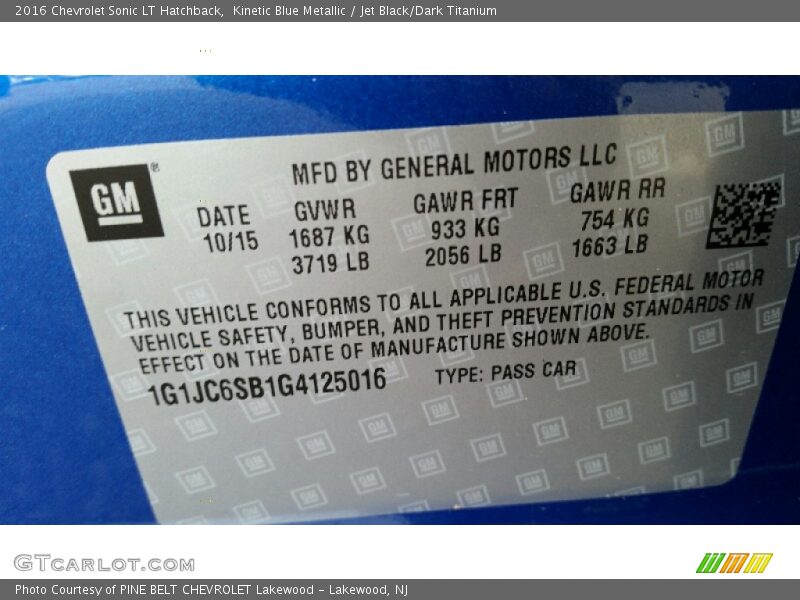 2016 Chevrolet Sonic LT Hatchback, Kinetic Blue Metallic / Jet Black/Dark Titanium
GM ®
MFD BY GENERAL MOTORS LLC
DATE GVWR GAWR FRT GAWR RR
10/15 1687 KG 933 KG 754 KG
3719 LB 2056 LB 1663 LB
THIS VEHICLE CONFORMS TO ALL APPLICABLE U.S. FEDERAL MOTOR
VEHICLE SAFETY, BUMPER, AND THEFT PREVENTION STANDARDS IN
EFFECT ON THE DATE OF MANUFACTURE SHOWN ABOVE.
1G1JC6SB1G4125016 TYPE: PASS CAR
GTCARLOT.COM
Photo Courtesy of PINE BELT CHEVROLET Lakewood - Lakewood, NJ